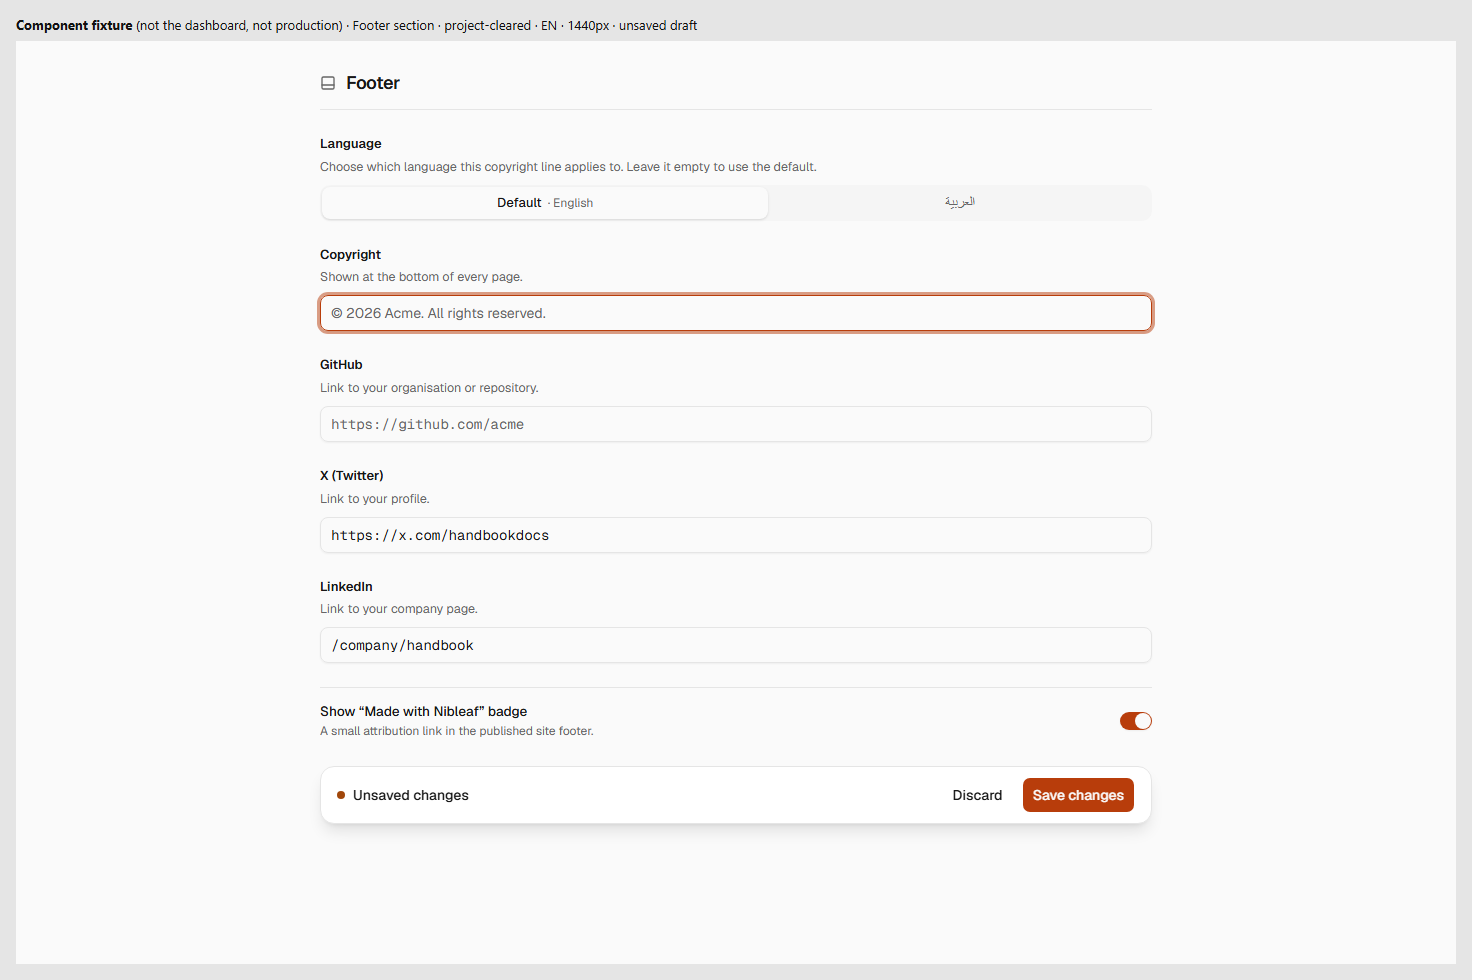 Component fixture (not the dashboard, not production) · Footer section · project-cleared · EN · 1440px · unsaved draft
Footer
Language
Choose which language this copyright line applies to. Leave it empty to use the default.
Default · English
العربية
Copyright
Shown at the bottom of every page.
© 2026 Acme. All rights reserved.
GitHub
Link to your organisation or repository.
https://github.com/acme
X (Twitter)
Link to your profile.
https://x.com/handbookdocs
LinkedIn
Link to your company page.
/company/handbook
Show “Made with Nibleaf” badge
A small attribution link in the published site footer.
Unsaved changes
Discard
Save changes